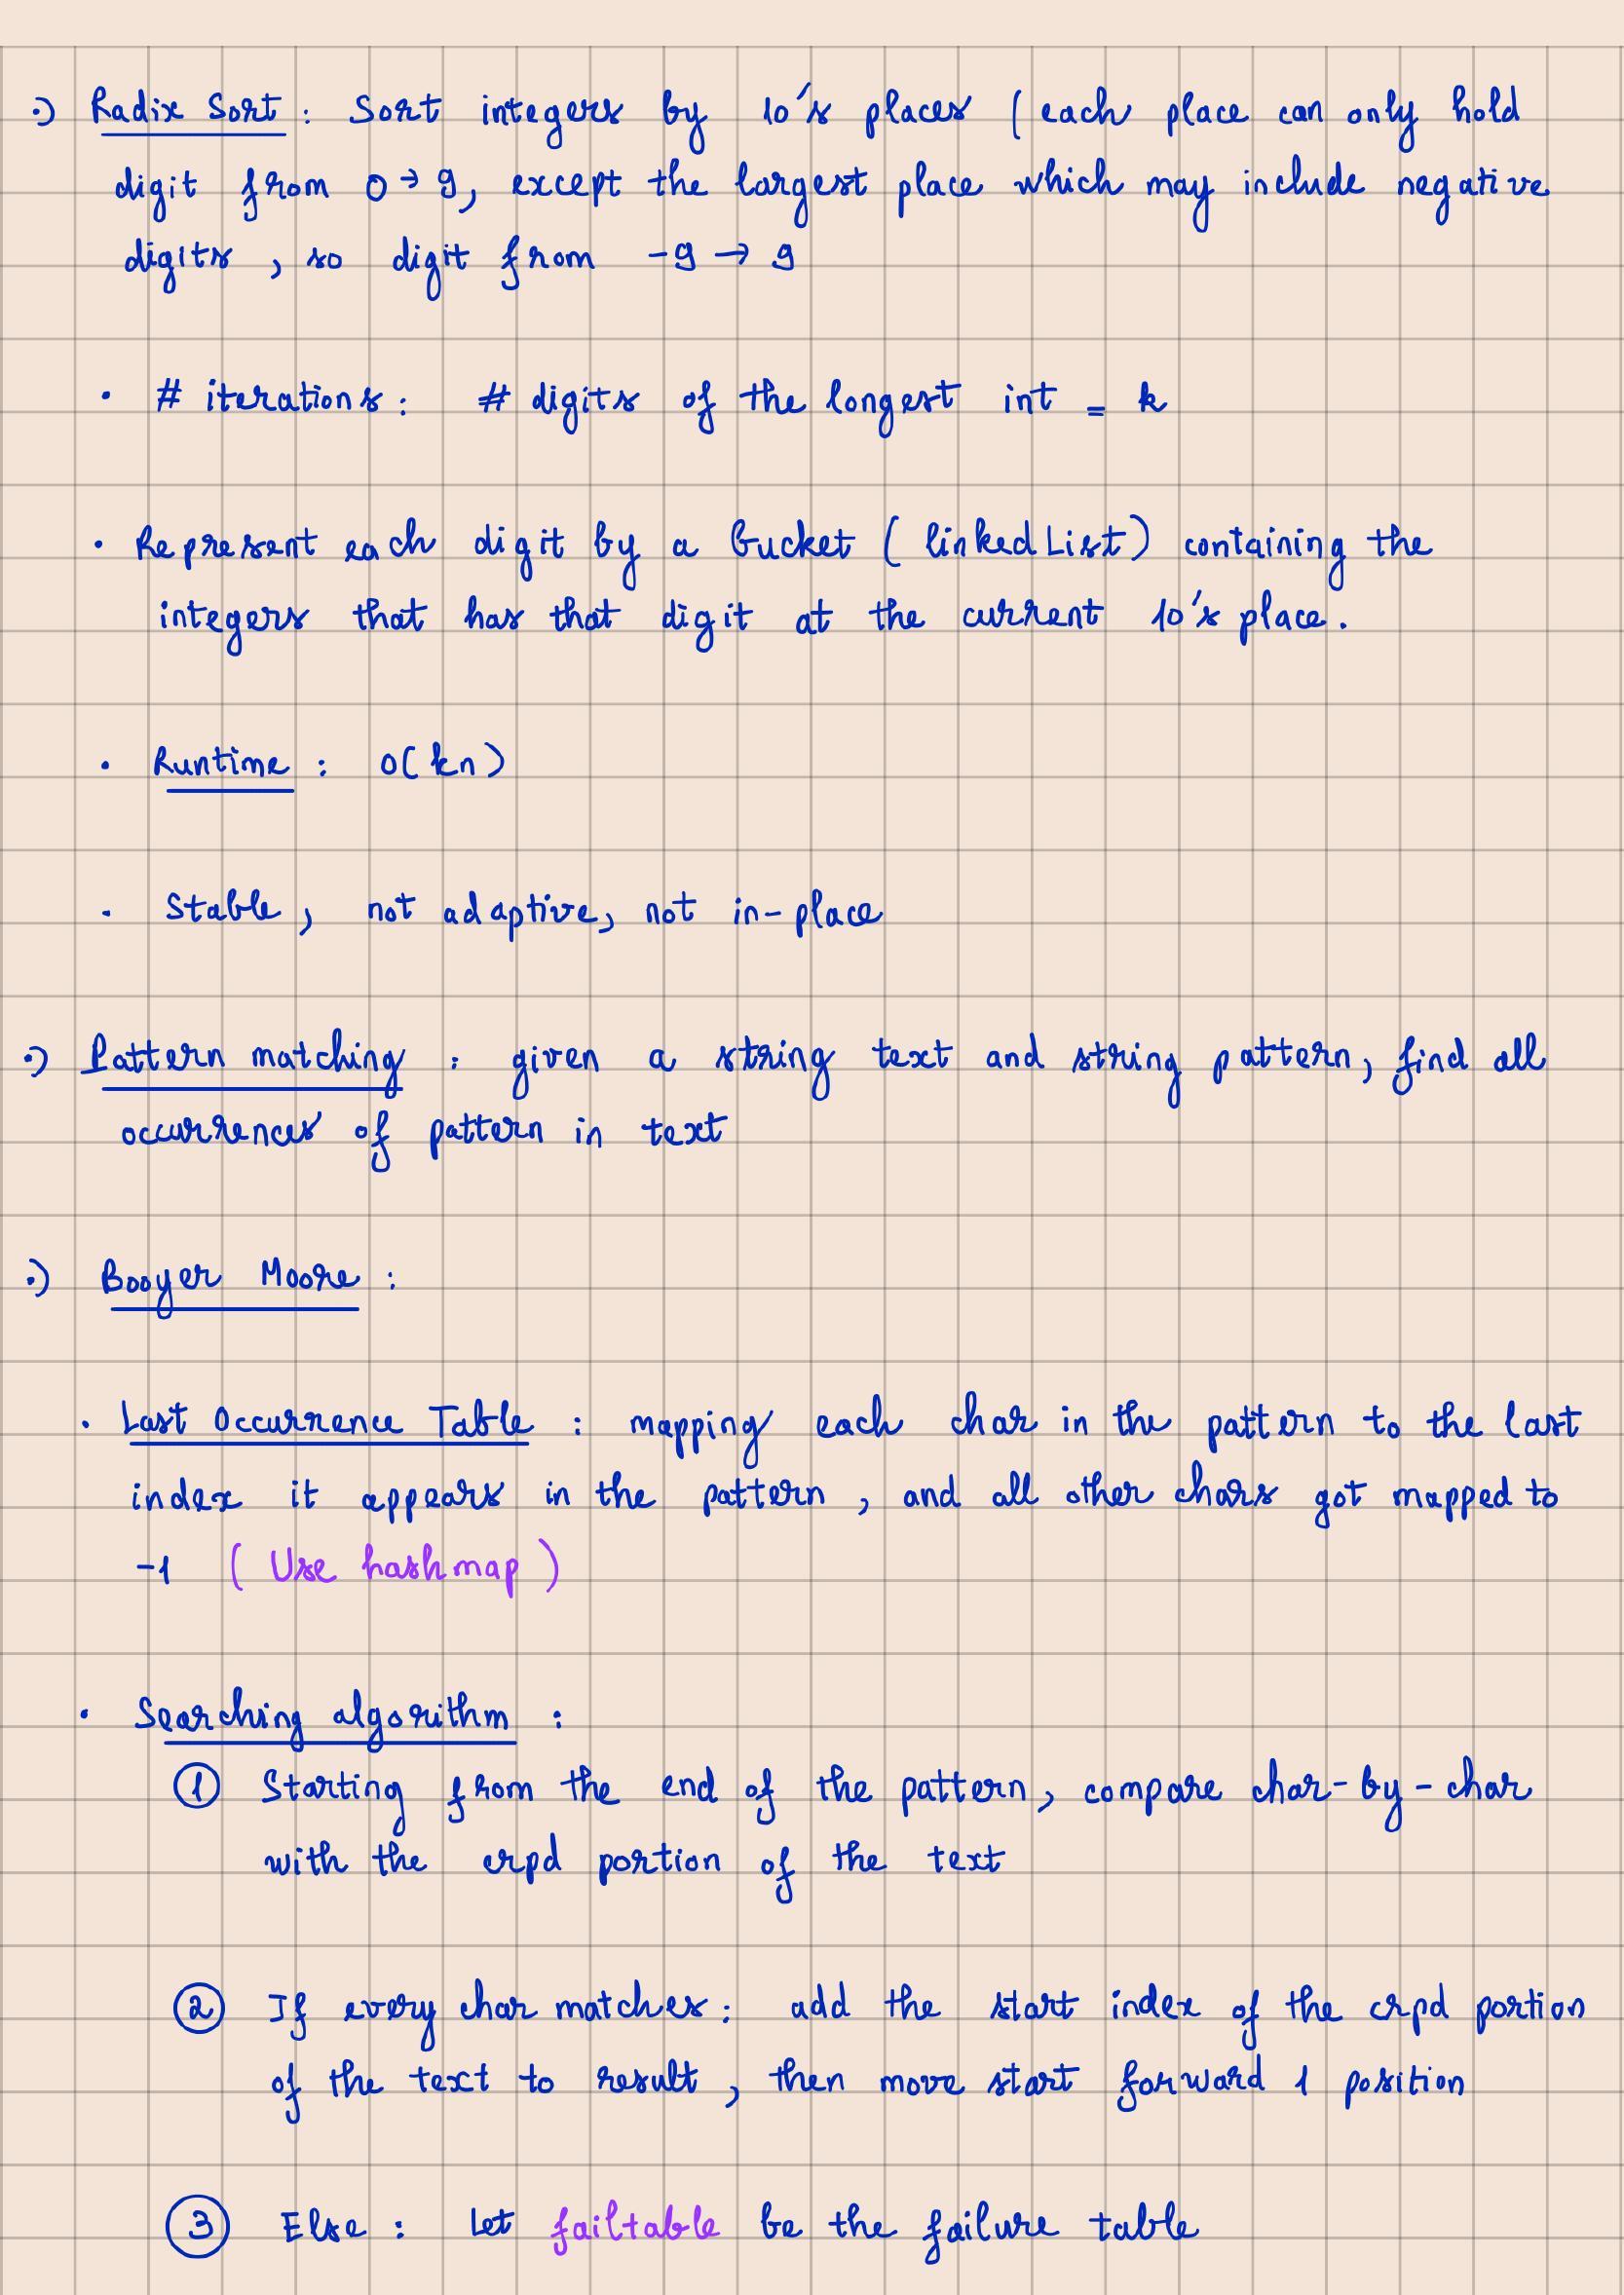 •) Radix Sort : Sort integers by 10's places ( each place can only hold
digit from 0 → 9, except the largest place which may include negative
digits , so digit from -9 → 9
• # iterations : # digits of the longest int = k
• Represent each digit by a bucket ( linkedList ) containing the
integers that has that digit at the current 10's place.
• Runtime : O( kn )
• Stable , not adaptive, not in-place
•) Pattern matching : given a string text and string pattern, find all
occurrences of pattern in text
•) Booyer Moore :
• Last Occurrence Table : mapping each char in the pattern to the last
index it appears in the pattern , and all other chars got mapped to
-1 ( Use hashmap )
• Searching algorithm :
① Starting from the end of the pattern, compare char-by-char
with the crpd portion of the text
② If every char matches : add the start index of the crpd portion
of the text to result , then move start forward 1 position
③ Else : Let failtable be the failure table